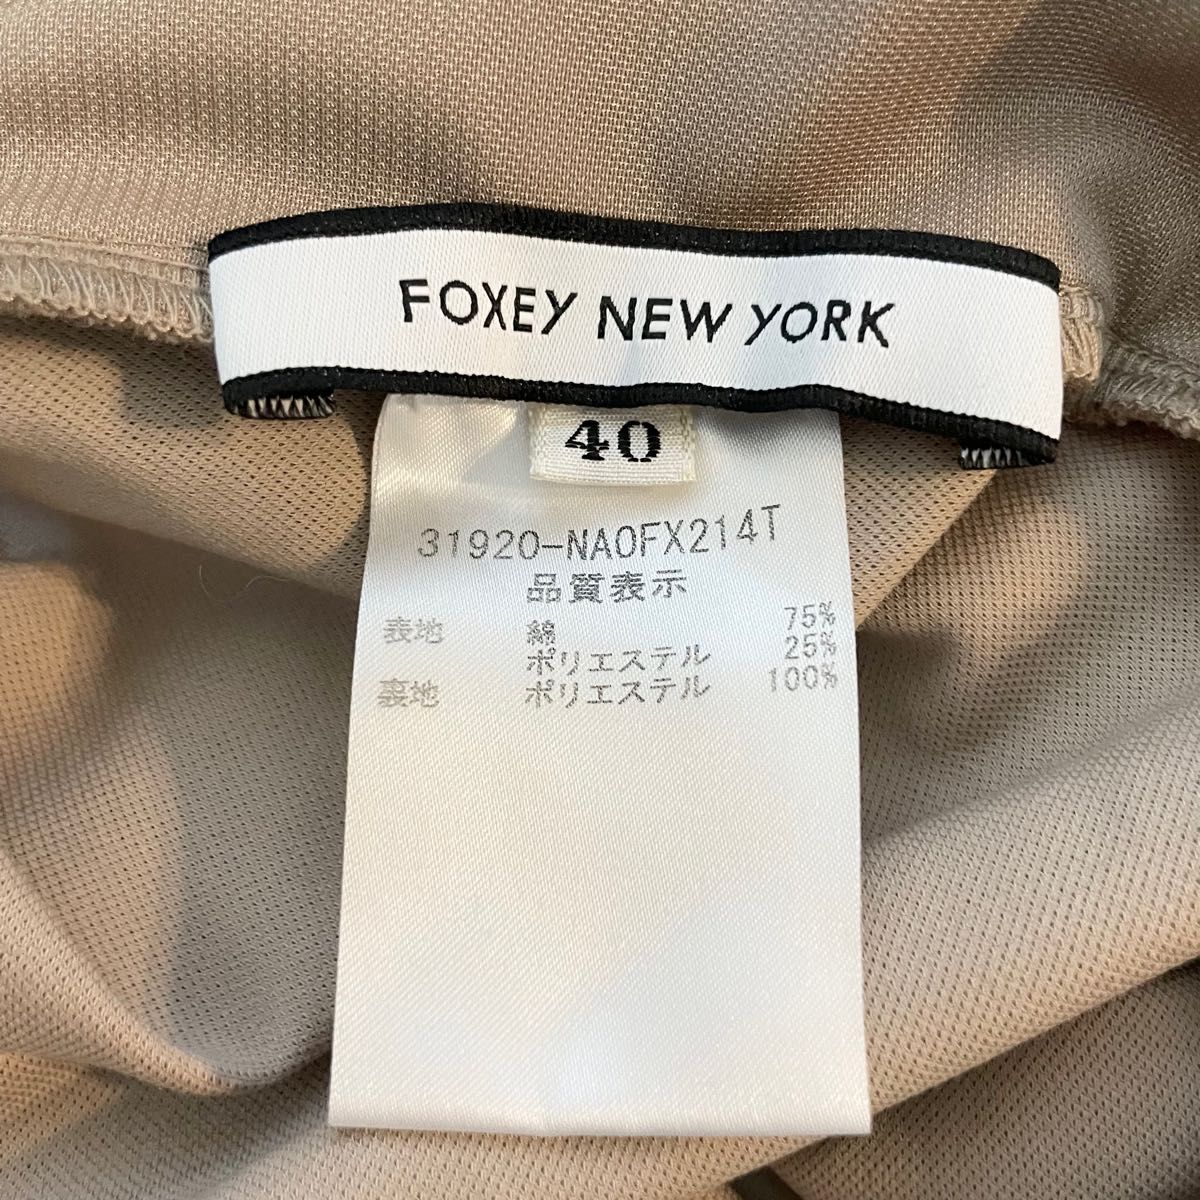 FOXEY NEW YORK
40
31920-NA0FX214T
品質表示
表地 綿 75%
ポリエステル 25%
裏地 ポリエステル 100%